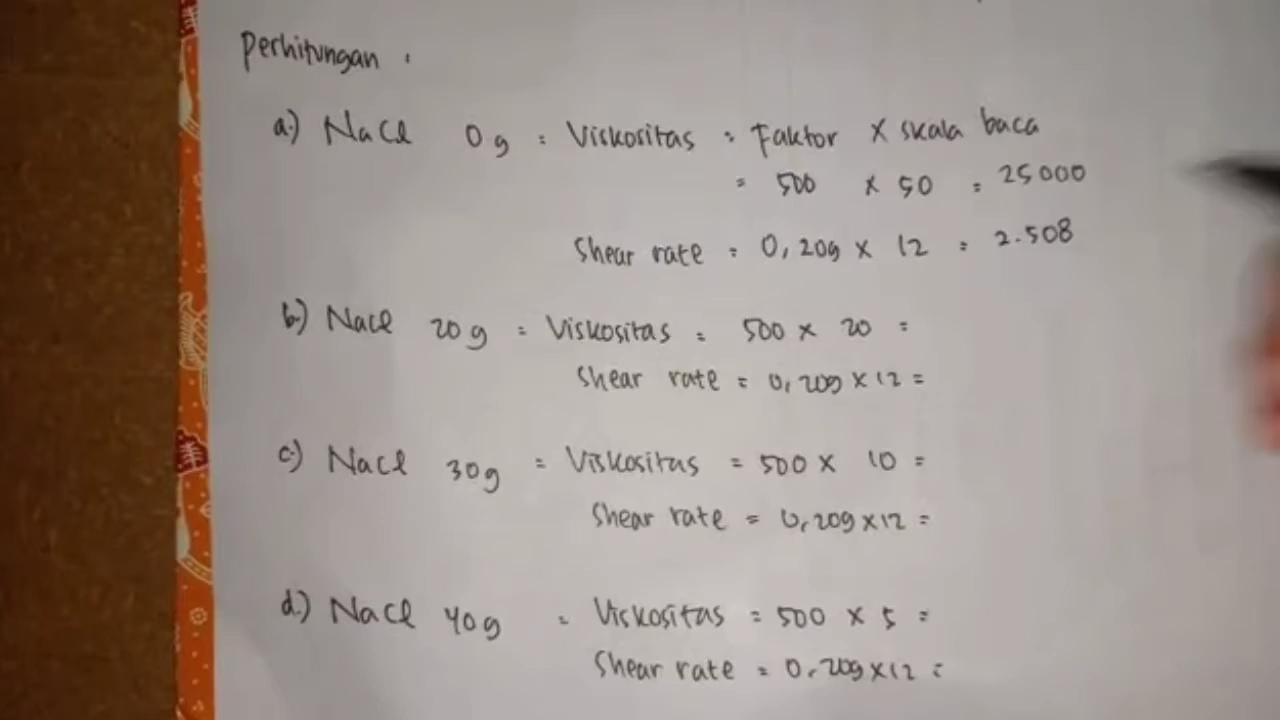 Perhitungan :
a.) NaCl 0 g = Viskositas = Faktor x skala baca
= 500 x 50 = 25000
Shear rate = 0,209 x 12 = 2.508
b.) NaCl 20 g = Viskositas = 500 x 20 =
Shear rate = 0,209 x 12 =
c.) NaCl 30 g = Viskositas = 500 x 10 =
Shear rate = 0,209 x 12 =
d.) NaCl 40 g = Viskositas = 500 x 5 =
Shear rate = 0,209 x 12 =